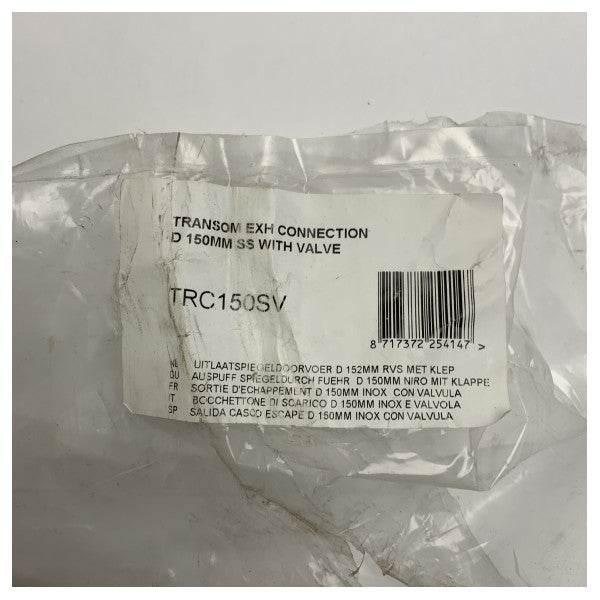 TRANSOM EXH CONNECTION
D 150MM SS WITH VALVE
TRC150SV
8 717372 254147 >
NL UITLAATSPIEGELDOORVOER D 152MM RVS MET KLEP
DU AUSPUFF SPIEGELDURCH FUEHR D 150MM NIRO MIT KLAPPE
FR SORTIE D'ECHAPPEMENT D 150MM INOX CON VALVULA
IT BOCCHETTONE DI SCARICO D 150MM INOX E VALVOLA
SP SALIDA CASCO ESCAPE D 150MM INOX CON VALVULA